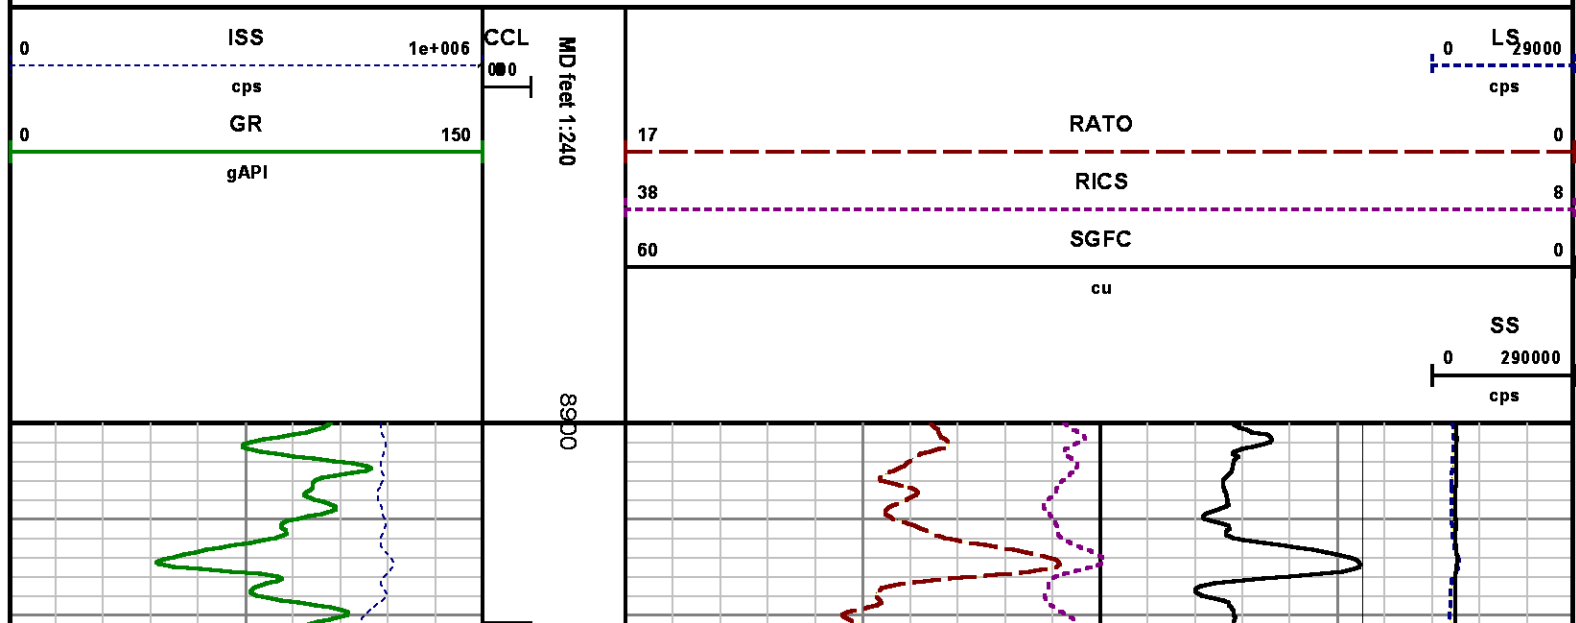 ISS
0 1e+006
cps
GR
0 150
gAPI
CCL
MD feet 1:240
8900
LS
0 29000
cps
RATO
17 0
RICS
38 8
SGFC
60 0
cu
SS
0 290000
cps